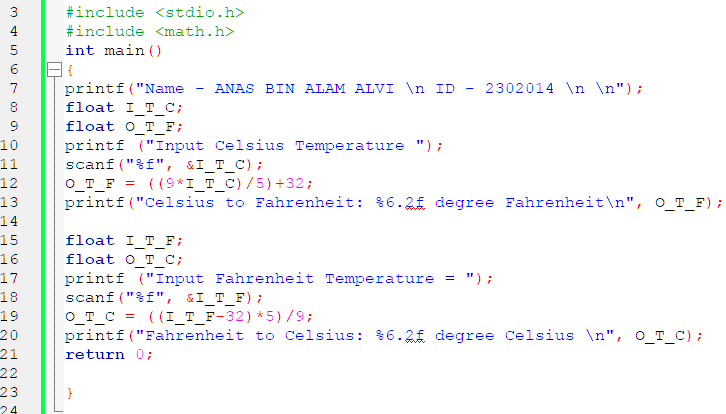 3 #include <stdio.h>
4 #include <math.h>
5 int main()
6 {
7 printf("Name - ANAS BIN ALAM ALVI \n ID - 2302014 \n \n");
8 float I_T_C;
9 float O_T_F;
10 printf ("Input Celsius Temperature ");
11 scanf("%f", &I_T_C);
12 O_T_F = ((9*I_T_C)/5)+32;
13 printf("Celsius to Fahrenheit: %6.2f degree Fahrenheit\n", O_T_F);
14
15 float I_T_F;
16 float O_T_C;
17 printf ("Input Fahrenheit Temperature = ");
18 scanf("%f", &I_T_F);
19 O_T_C = ((I_T_F-32)*5)/9;
20 printf("Fahrenheit to Celsius: %6.2f degree Celsius \n", O_T_C);
21 return 0;
22
23 }
24